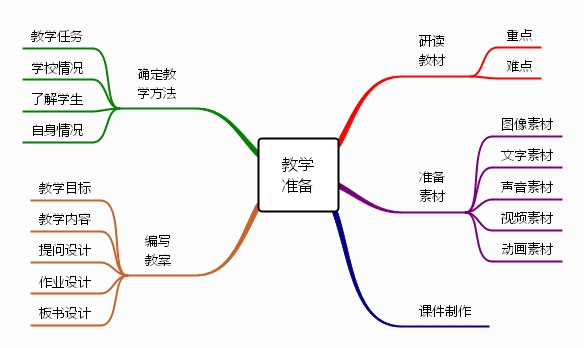 教学
准备
研读
教材
重点
难点
准备
素材
图像素材
文字素材
声音素材
视频素材
动画素材
课件制作
确定教
学方法
教学任务
学校情况
了解学生
自身情况
编写
教案
教学目标
教学内容
提问设计
作业设计
板书设计